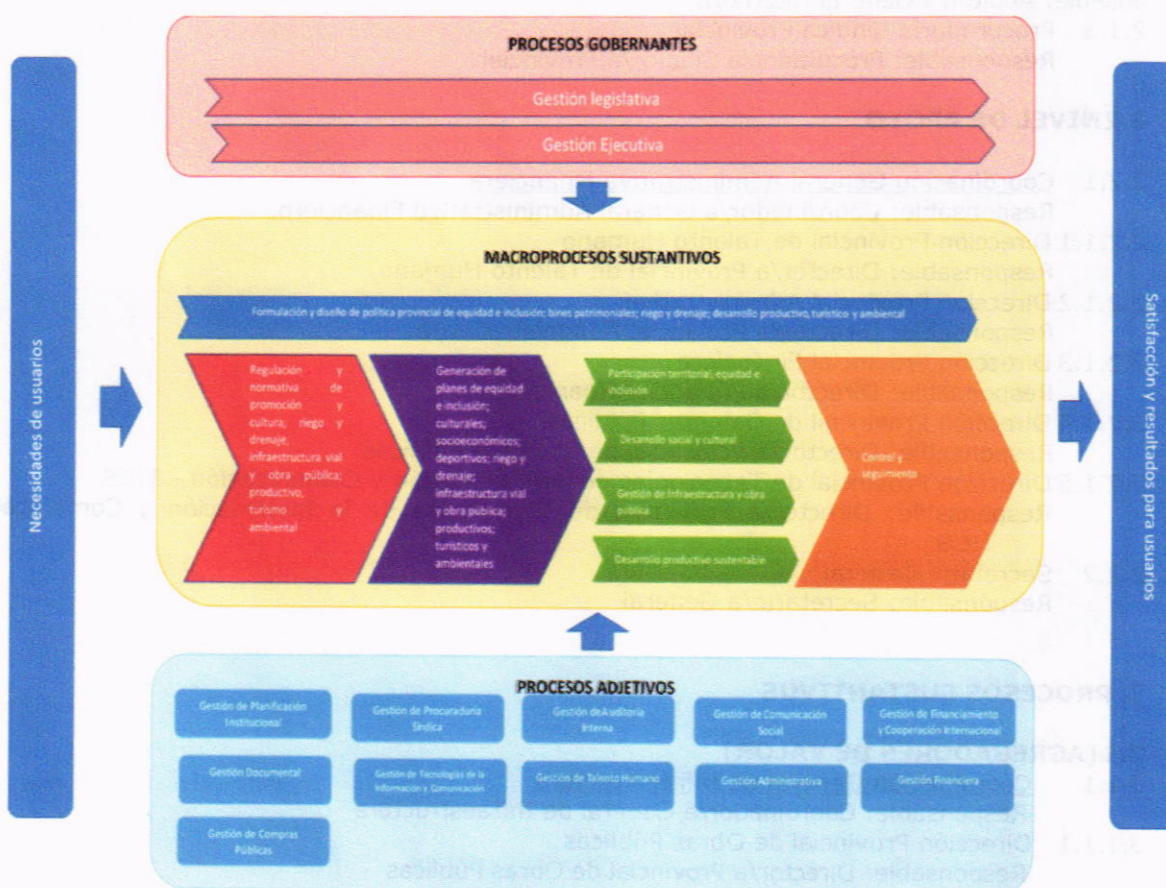 PROCESOS GOBERNANTES
Gestión legislativa
Gestión Ejecutiva
Necesidades de usuarios
MACROPROCESOS SUSTANTIVOS
Formulación y diseño de política provincial de equidad e inclusión; bines patrimoniales; riego y drenaje; desarrollo productivo, turístico y ambiental
Regulación y
normativa de
promoción y
cultura; riego y
drenaje,
infraestructura vial
y obra pública;
productivo,
turismo y
ambiental
Generación de
planes de equidad
e inclusión;
culturales;
socioeconómicos;
deportivos; riego y
drenaje;
infraestructura vial
y obra pública;
productivos;
turísticos y
ambientales
Participación territorial, equidad e
inclusión
Desarrollo social y cultural
Gestión de Infraestructura y obra
pública
Desarrollo productivo sustentable
Control y
seguimiento
Satisfacción y resultados para usuarios
PROCESOS ADJETIVOS
Gestión de Planificación
Institucional
Gestión de Procuraduría
Síndica
Gestión de Auditoría
Interna
Gestión de Comunicación
Social
Gestión de Financiamiento
y Cooperación Internacional
Gestión Documental
Gestión de Tecnologías de la
Información y Comunicación
Gestión de Talento Humano
Gestión Administrativa
Gestión Financiera
Gestión de Compras
Públicas